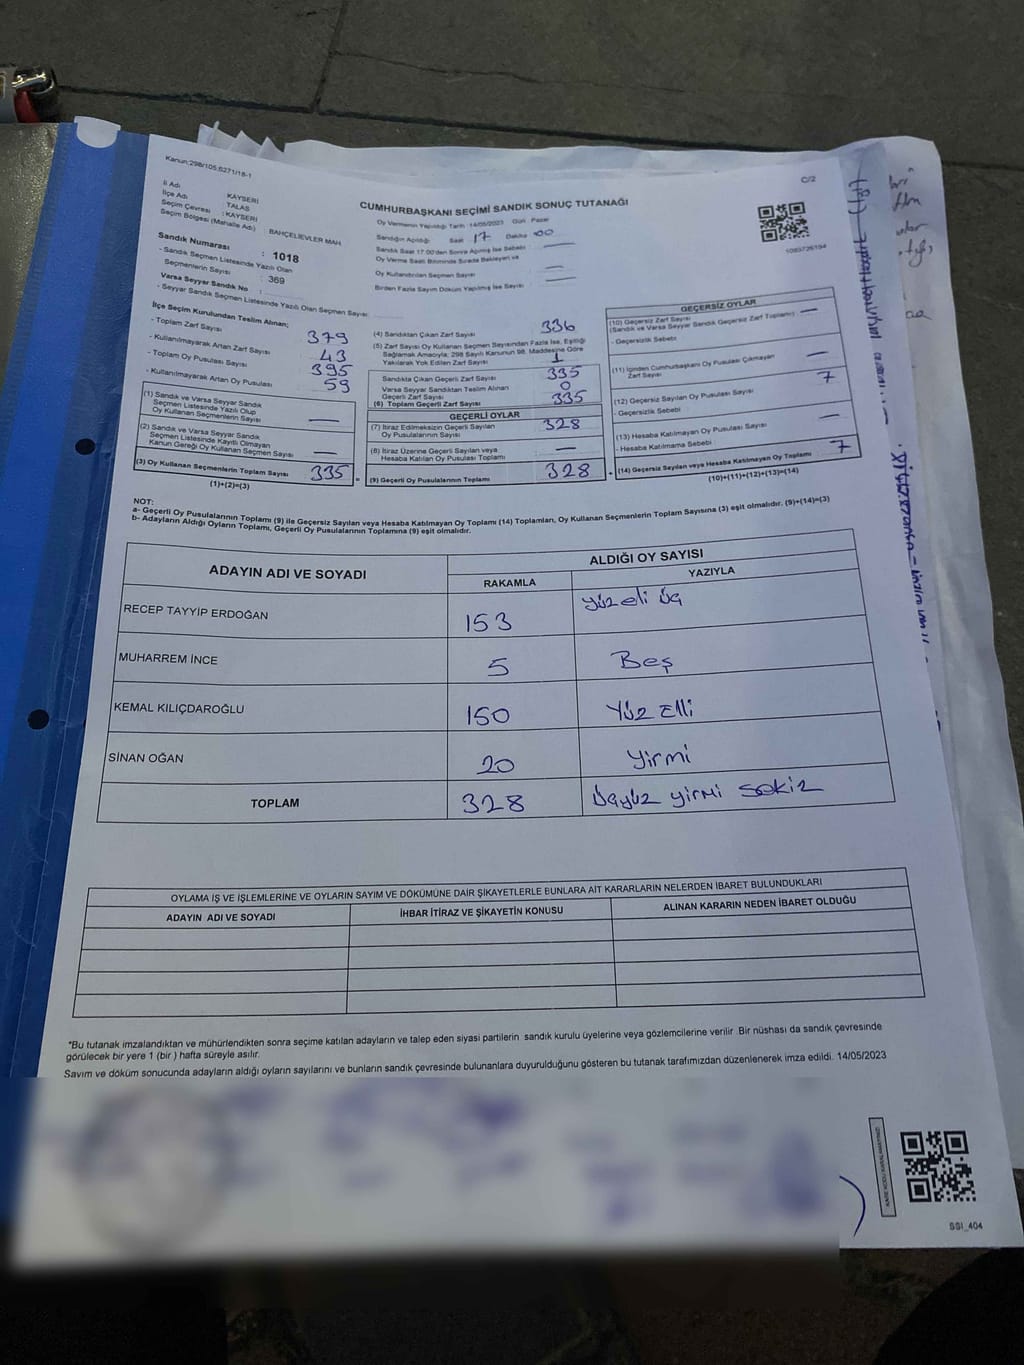 Kanun;298/105,6271/18-1
C/2
CUMHURBAŞKANI SEÇİMİ SANDIK SONUÇ TUTANAĞI
İl Adı KAYSERİ
İlçe Adı TALAS
Seçim Çevresi : KAYSERİ
Seçim Bölgesi (Mahalle Adı) BAHÇELİEVLER MAH
Sandık Numarası : 1018
- Sandık Seçmen Listesinde Yazılı Olan
Seçmenlerin Sayısı : 369
Varsa Seyyar Sandık No
- Seyyar Sandık Seçmen Listesinde Yazılı Olan Seçmen Sayısı
Oy Vermenin Yapıldığı Tarih :14/05/2023 Gün : Pazar
Sandığın Açıldığı Saat 17 Dakika 00
Sandık Saat 17:00'den Sonra Açılmış İse Sebebi :
Oy Verme Saati Bitiminde Sırada Bekleyen ve
Oy Kullandırılan Seçmen Sayısı
Birden Fazla Sayım Döküm Yapılmış İse Sayısı :
1093726194
İlçe Seçim Kurulundan Teslim Alınan;
- Toplam Zarf Sayısı 379
- Kullanılmayarak Artan Zarf Sayısı 43
- Toplam Oy Pusulası Sayısı 395
- Kullanılmayarak Artan Oy Pusulası 59
(1) Sandık ve Varsa Seyyar Sandık
Seçmen Listesinde Yazılı Olup
Oy Kullanan Seçmenlerin Sayısı —
(2) Sandık ve Varsa Seyyar Sandık
Seçmen Listesinde Kayıtlı Olmayan
Kanun Gereği Oy Kullanan Seçmen Sayısı —
(3) Oy Kullanan Seçmenlerin Toplam Sayısı 335
(1)+(2)=(3)
(4) Sandıktan Çıkan Zarf Sayısı 336
(5) Zarf Sayısı Oy Kullanan Seçmen Sayısından Fazla İse, Eşitliği
Sağlamak Amacıyla; 298 Sayılı Kanunun 98. Maddesine Göre
Yakılarak Yok Edilen Zarf Sayısı 1
Sandıkta Çıkan Geçerli Zarf Sayısı 335
Varsa Seyyar Sandıktan Teslim Alınan
Geçerli Zarf Sayısı 0
(6) Toplam Geçerli Zarf Sayısı 335
GEÇERLİ OYLAR
(7) İtiraz Edilmeksizin Geçerli Sayılan
Oy Pusulalarının Sayısı 328
(8) İtiraz Üzerine Geçerli Sayılan veya
Hesaba Katılan Oy Pusulası Toplamı —
= (9) Geçerli Oy Pusulalarının Toplamı 328 +
GEÇERSİZ OYLAR
(10) Geçersiz Zarf Sayısı
(Sandık ve Varsa Seyyar Sandık Geçersiz Zarf Toplamı) —
- Geçersizlik Sebebi
(11) İçinden Cumhurbaşkanı Oy Pusulası Çıkmayan
Zarf Sayısı —
(12) Geçersiz Sayılan Oy Pusulası Sayısı 7
- Geçersizlik Sebebi
(13) Hesaba Katılmayan Oy Pusulası Sayısı —
- Hesaba Katılmama Sebebi
(14) Geçersiz Sayılan veya Hesaba Katılmayan Oy Toplamı 7
(10)+(11)+(12)+(13)=(14)
NOT:
a- Geçerli Oy Pusulasının Toplamı (9) ile Geçersiz Sayılan veya Hesaba Katılmayan Oy Toplamı (14) Toplamları, Oy Kullanan Seçmenlerin Toplam Sayısına (3) eşit olmalıdır. (9)+(14)=(3)
b- Adayların Aldığı Oyların Toplamı, Geçerli Oy Pusulalarının Toplamına (9) eşit olmalıdır.
ADAYIN ADI VE SOYADI
ALDIĞI OY SAYISI
RAKAMLA YAZIYLA
RECEP TAYYİP ERDOĞAN 153 Yüzeli üç
MUHARREM İNCE 5 Beş
KEMAL KILIÇDAROĞLU 150 Yüz Elli
SİNAN OĞAN 20 Yirmi
TOPLAM 328 Üçyüz yirmi sekiz
OYLAMA İŞ VE İŞLEMLERİNE VE OYLARIN SAYIM VE DÖKÜMÜNE DAİR ŞİKAYETLERLE BUNLARA AİT KARARLARIN NELERDEN İBARET BULUNDUKLARI
ADAYIN ADI VE SOYADI İHBAR İTİRAZ VE ŞİKAYETİN KONUSU ALINAN KARARIN NEDEN İBARET OLDUĞU
*Bu tutanak imzalandıktan ve mühürlendikten sonra seçime katılan adayların ve talep eden siyasi partilerin sandık kurulu üyelerine veya gözlemcilerine verilir .Bir nüshası da sandık çevresinde
görülecek bir yere 1 (bir ) hafta süreyle asılır.
Sayım ve döküm sonucunda adayların aldığı oyların sayılarını ve bunların sandık çevresinde bulunanlara duyurulduğunu gösteren bu tutanak tarafımızdan düzenlenerek imza edildi. 14/05/2023
KARE KODU KARALAMAYINIZ!
SSI_404